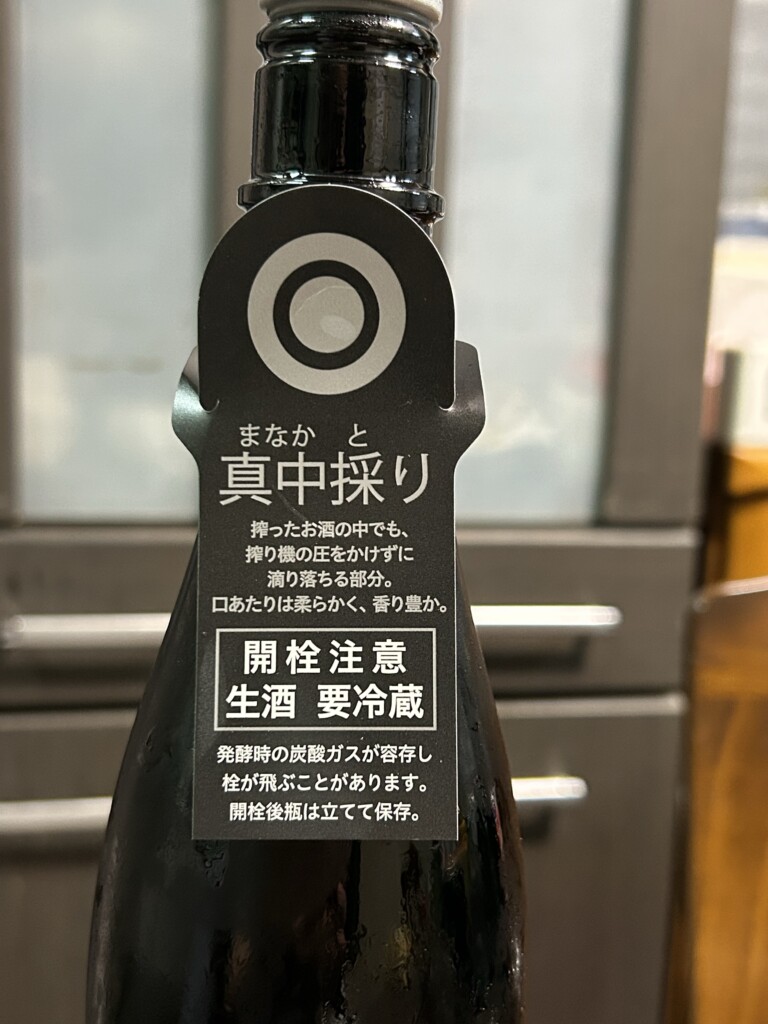 まなか と
真中採り
搾ったお酒の中でも、
搾り機の圧をかけずに
滴り落ちる部分。
口あたりは柔らかく、香り豊か。
開栓注意
生酒 要冷蔵
発酵時の炭酸ガスが容存し
栓が飛ぶことがあります。
開栓後瓶は立てて保存。